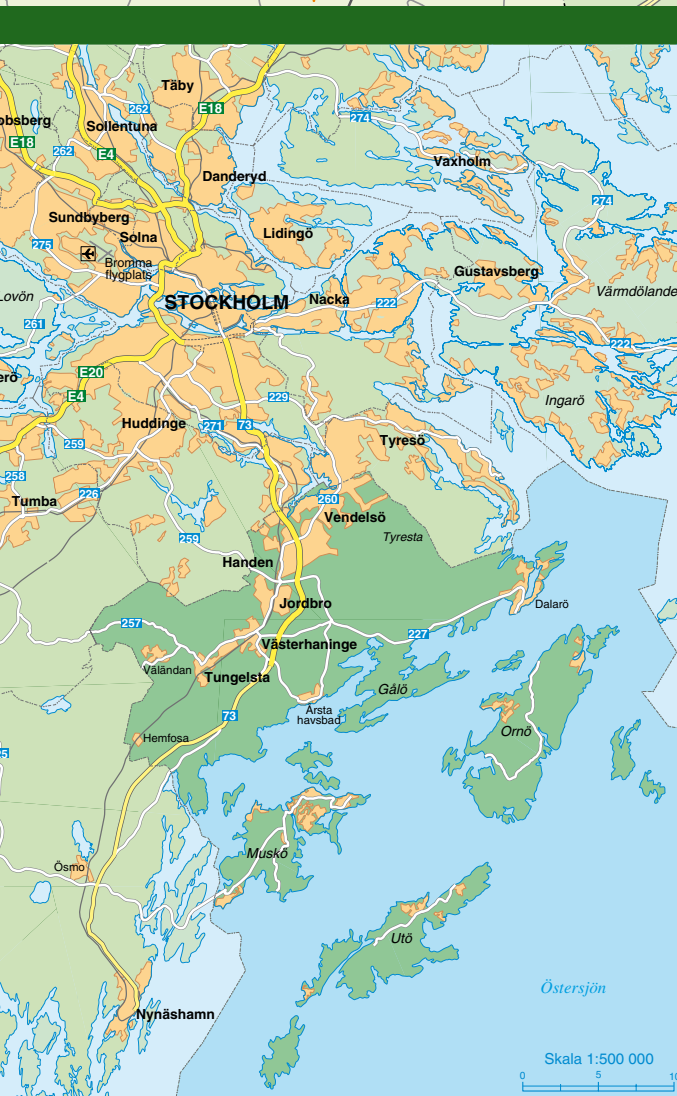 Täby
E18
262
274
obsberg
Sollentuna
E18
262
E4
Vaxholm
Danderyd
274
Sundbyberg
Solna
Lidingö
275
Bromma
flygplats
Gustavsberg
Lovön
Värmdölande
STOCKHOLM
Nacka
222
261
222
erö
E20
E4
229
Ingarö
Huddinge
271
73
Tyresö
259
258
226
Tumba
260
Vendelsö
Tyresta
259
Handen
Jordbro
Dalarö
257
227
Västerhaninge
Väländan
Tungelsta
Gålö
73
Årsta
havsbad
Ornö
Hemfosa
5
Muskö
Ösmo
Utö
Östersjön
Nynäshamn
Skala 1:500 000
0
5
10